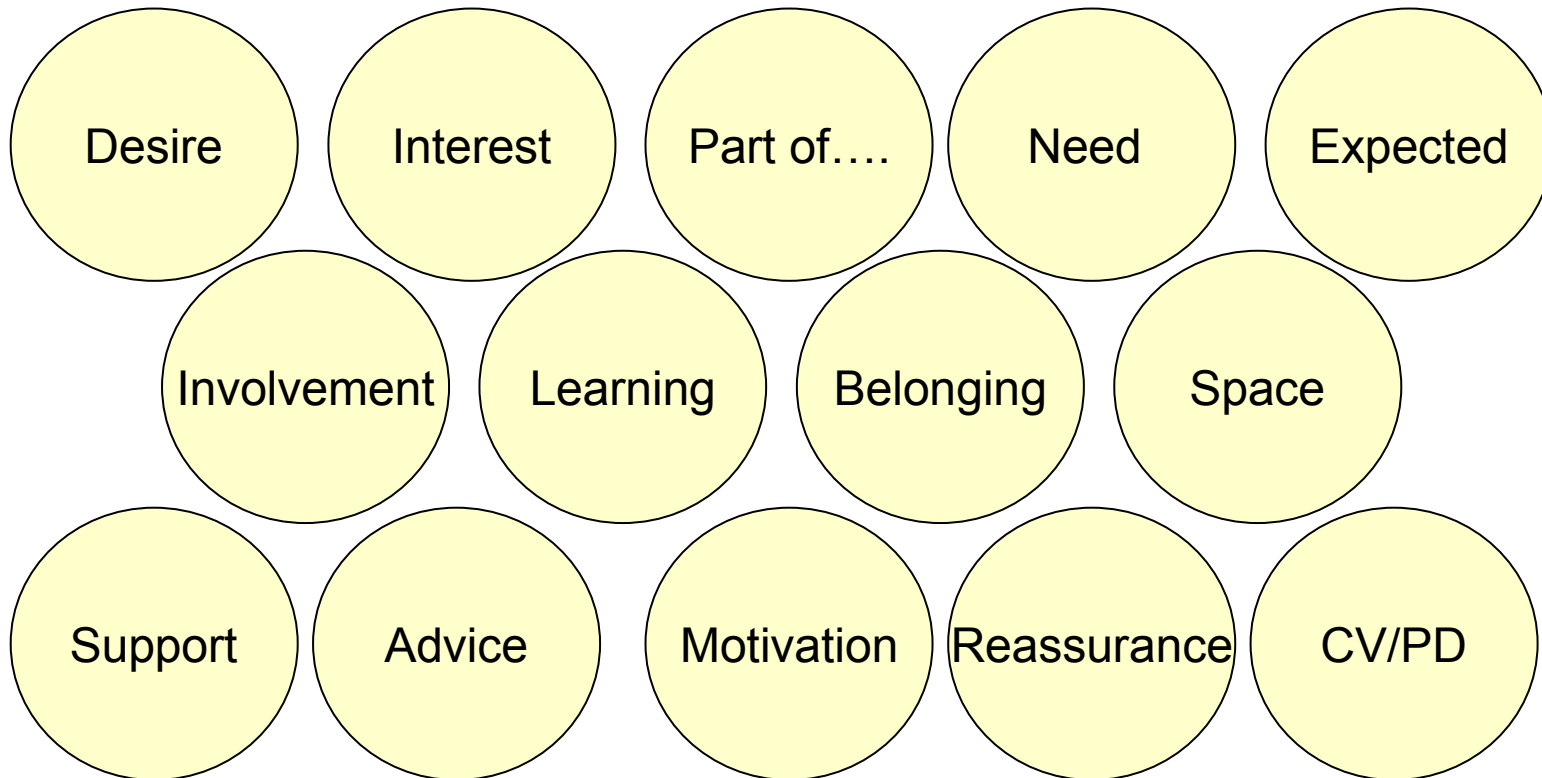 Desire
Interest
Part of....
Need
Expected
Involvement
Learning
Belonging
Space
Support
Advice
Motivation
Reassurance
CV/PD